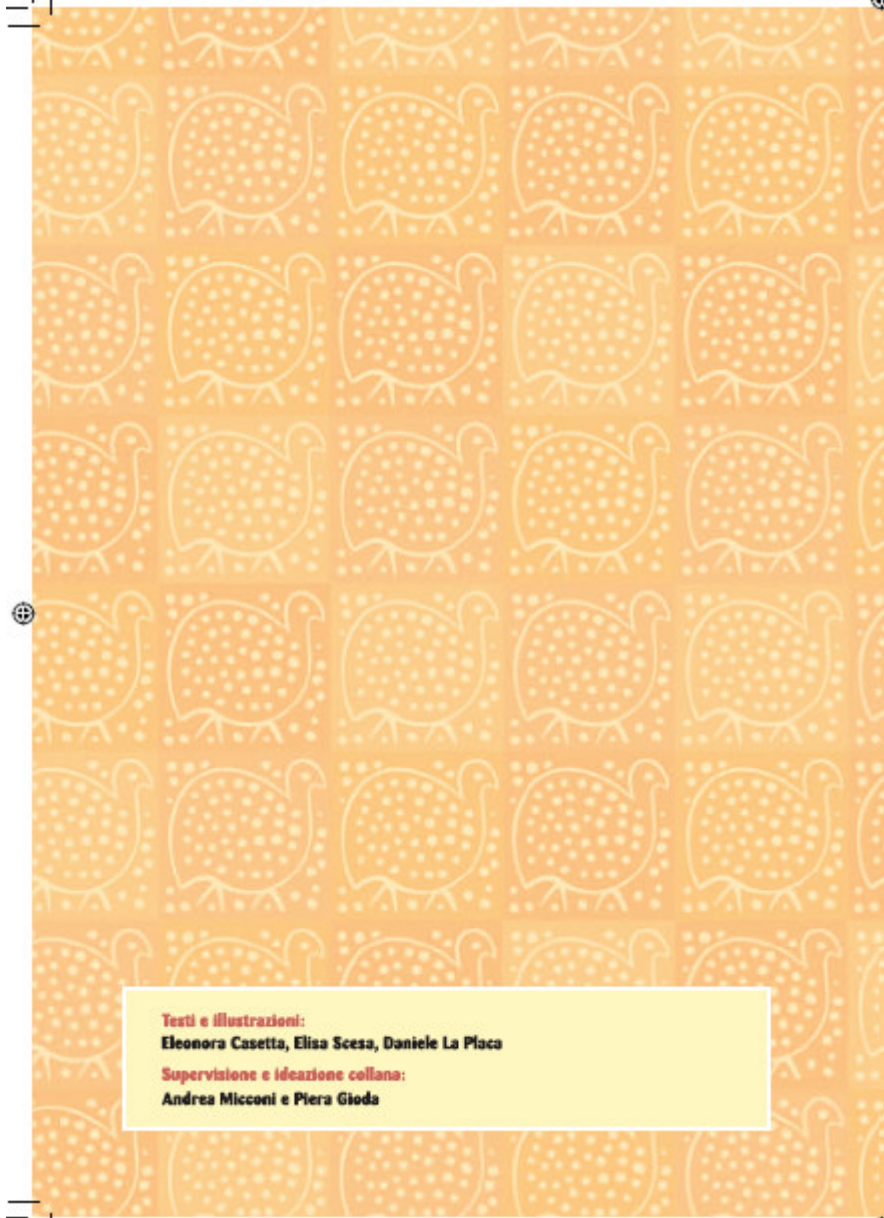 Testi e illustrazioni:
Eleonora Casetta, Elisa Scesa, Daniele La Placa
Supervisione e ideazione collana:
Andrea Micconi e Piera Gioda